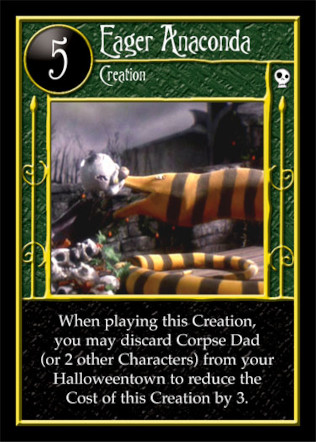 5
Eager Anaconda
Creation
When playing this Creation,
you may discard Corpse Dad
(or 2 other Characters) from your
Halloweentown to reduce the
Cost of this Creation by 3.